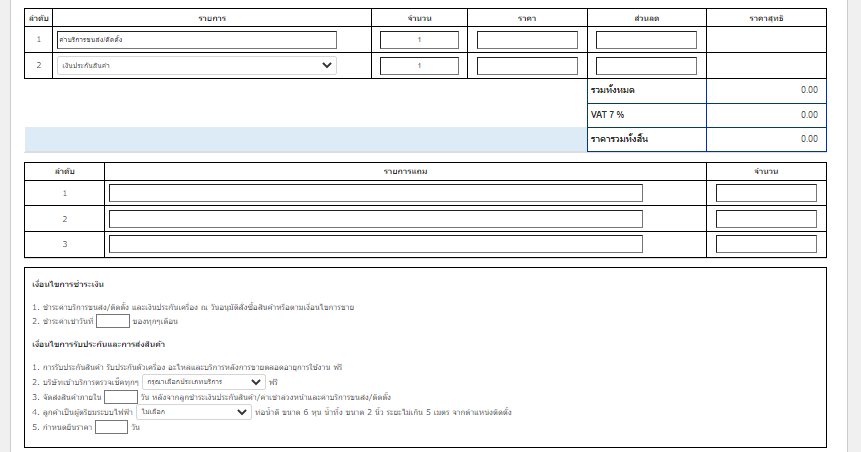 ลำดับ รายการ จำนวน ราคา ส่วนลด ราคาสุทธิ
1 ค่าบริการขนส่ง/ติดตั้ง 1
2 เงินประกันสินค้า 1
รวมทั้งหมด 0.00
VAT 7 % 0.00
ราคารวมทั้งสิ้น 0.00
ลำดับ รายการแถม จำนวน
1
2
3
เงื่อนไขการชำระเงิน
1. ชำระค่าบริการขนส่ง/ติดตั้ง และเงินประกันเครื่อง ณ วันอนุมัติสั่งซื้อสินค้าหรือตามเงื่อนไขการขาย
2. ชำระค่าเช่าวันที่ ของทุกๆเดือน
เงื่อนไขการรับประกันและการส่งสินค้า
1. การรับประกันสินค้า รับประกันตัวเครื่อง อะไหล่และบริการหลังการขายตลอดอายุการใช้งาน ฟรี
2. บริษัทเข้าบริการตรวจเช็คทุกๆ กรุณาเลือกประเภทบริการ ฟรี
3. จัดส่งสินค้าภายใน วัน หลังจากลูกชำระเงินประกันสินค้า/ค่าเช่าล่วงหน้าและค่าบริการขนส่ง/ติดตั้ง
4. ลูกค้าเป็นผู้เตรียมระบบไฟฟ้า ไม่เลือก ท่อน้ำดี ขนาด 6 หุน น้ำทิ้ง ขนาด 2 นิ้ว ระยะไม่เกิน 5 เมตร จากตำแหน่งติดตั้ง
5. กำหนดยืนราคา วัน